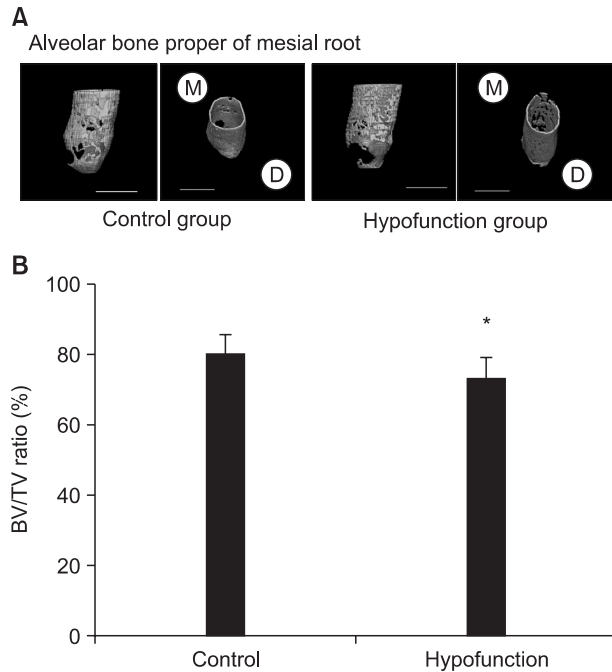 A
Alveolar bone proper of mesial root
M
D
M
D
Control group
Hypofunction group
B
100
80
60
40
20
0
BV/TV ratio (%)
*
Control
Hypofunction